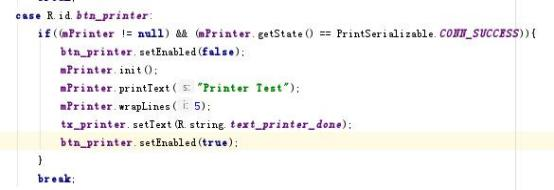 case R.id.btn_printer:
if((mPrinter != null) && (mPrinter.getState() == PrintSerializable.CONN_SUCCESS)){
btn_printer.setEnabled(false);
mPrinter.init();
mPrinter.printText( s: "Printer Test");
mPrinter.wrapLines( i: 5);
tx_printer.setText(R.string.text_printer_done);
btn_printer.setEnabled(true);
}
break;